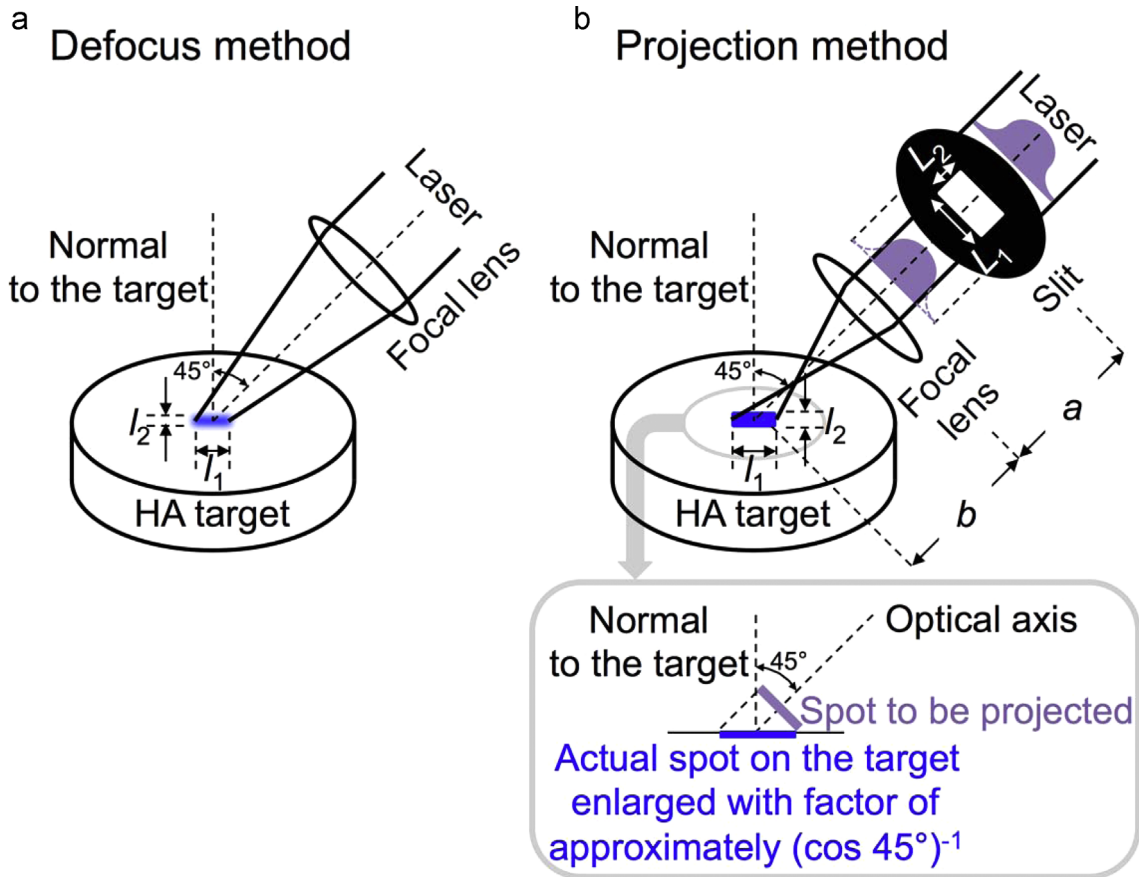 a
Defocus method
Laser
Focal lens
Normal
to the target
45°
l2
l1
HA target
b
Projection method
Laser
L2
L1
Slit
Normal
to the target
45°
Focal
lens
a
l2
l1
b
HA target
Normal
to the target
45°
Optical axis
Spot to be projected
Actual spot on the target
enlarged with factor of
approximately (cos 45°)-1